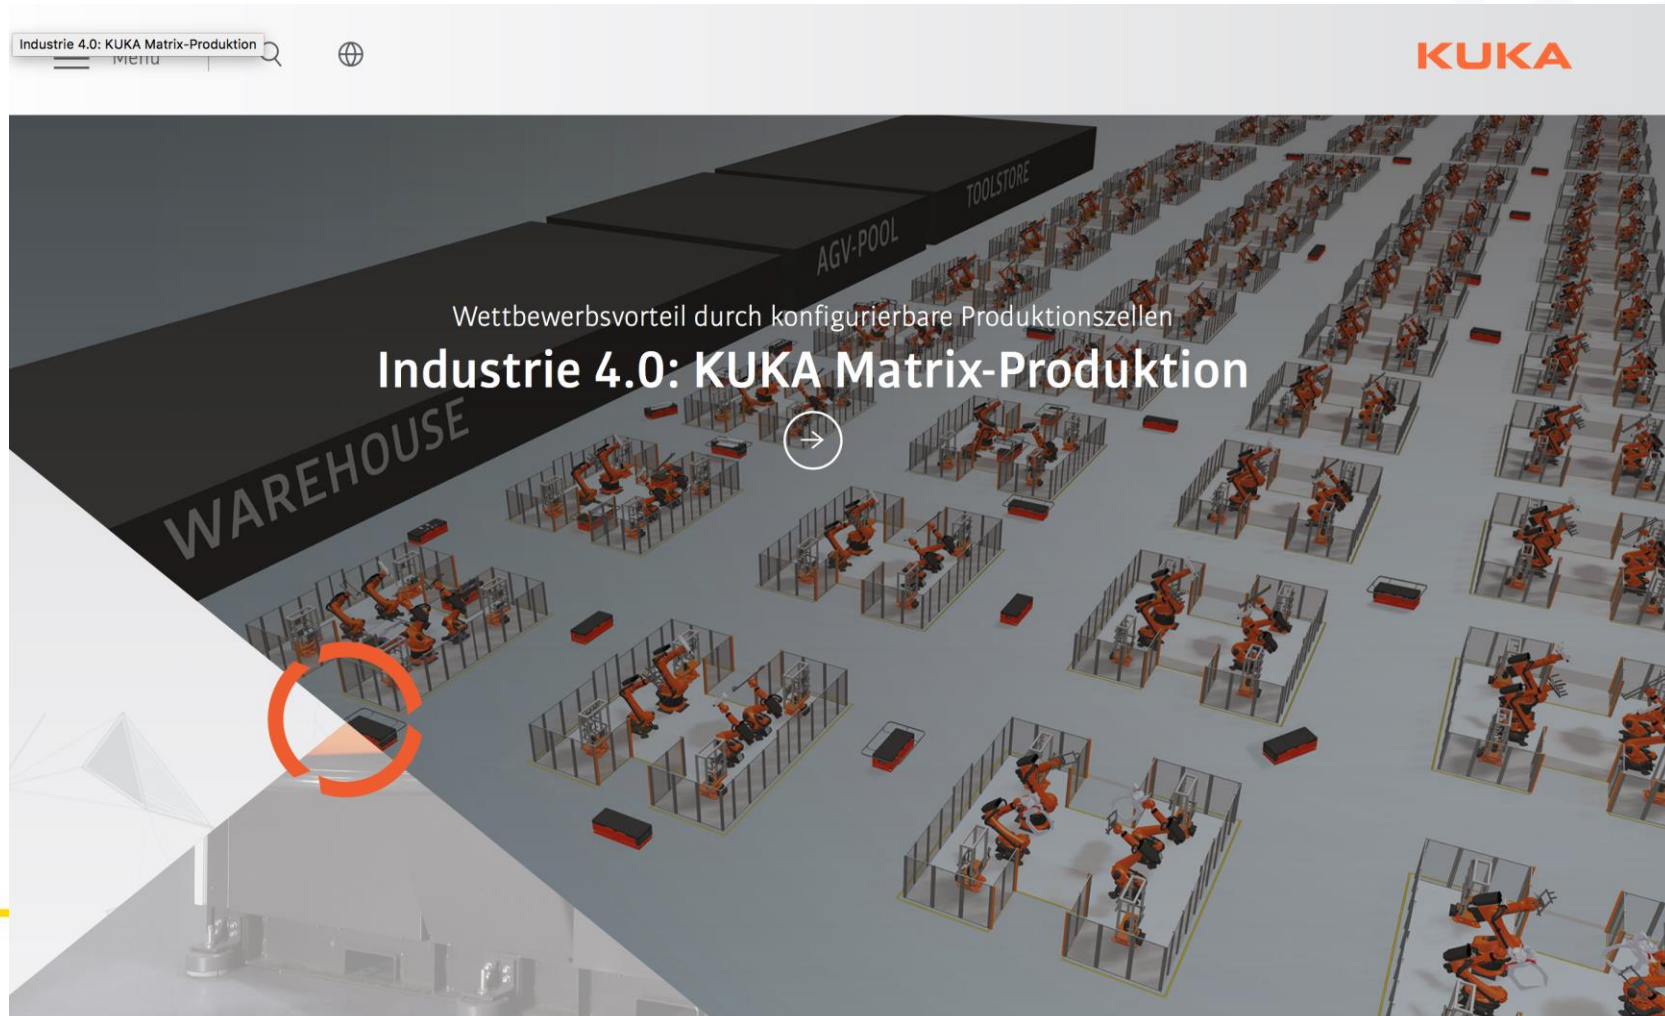 Industrie 4.0: KUKA Matrix-Produktion
Menü
KUKA
TOOLSTORE
AGV-POOL
WAREHOUSE
Wettbewerbsvorteil durch konfigurierbare Produktionszellen
Industrie 4.0: KUKA Matrix-Produktion